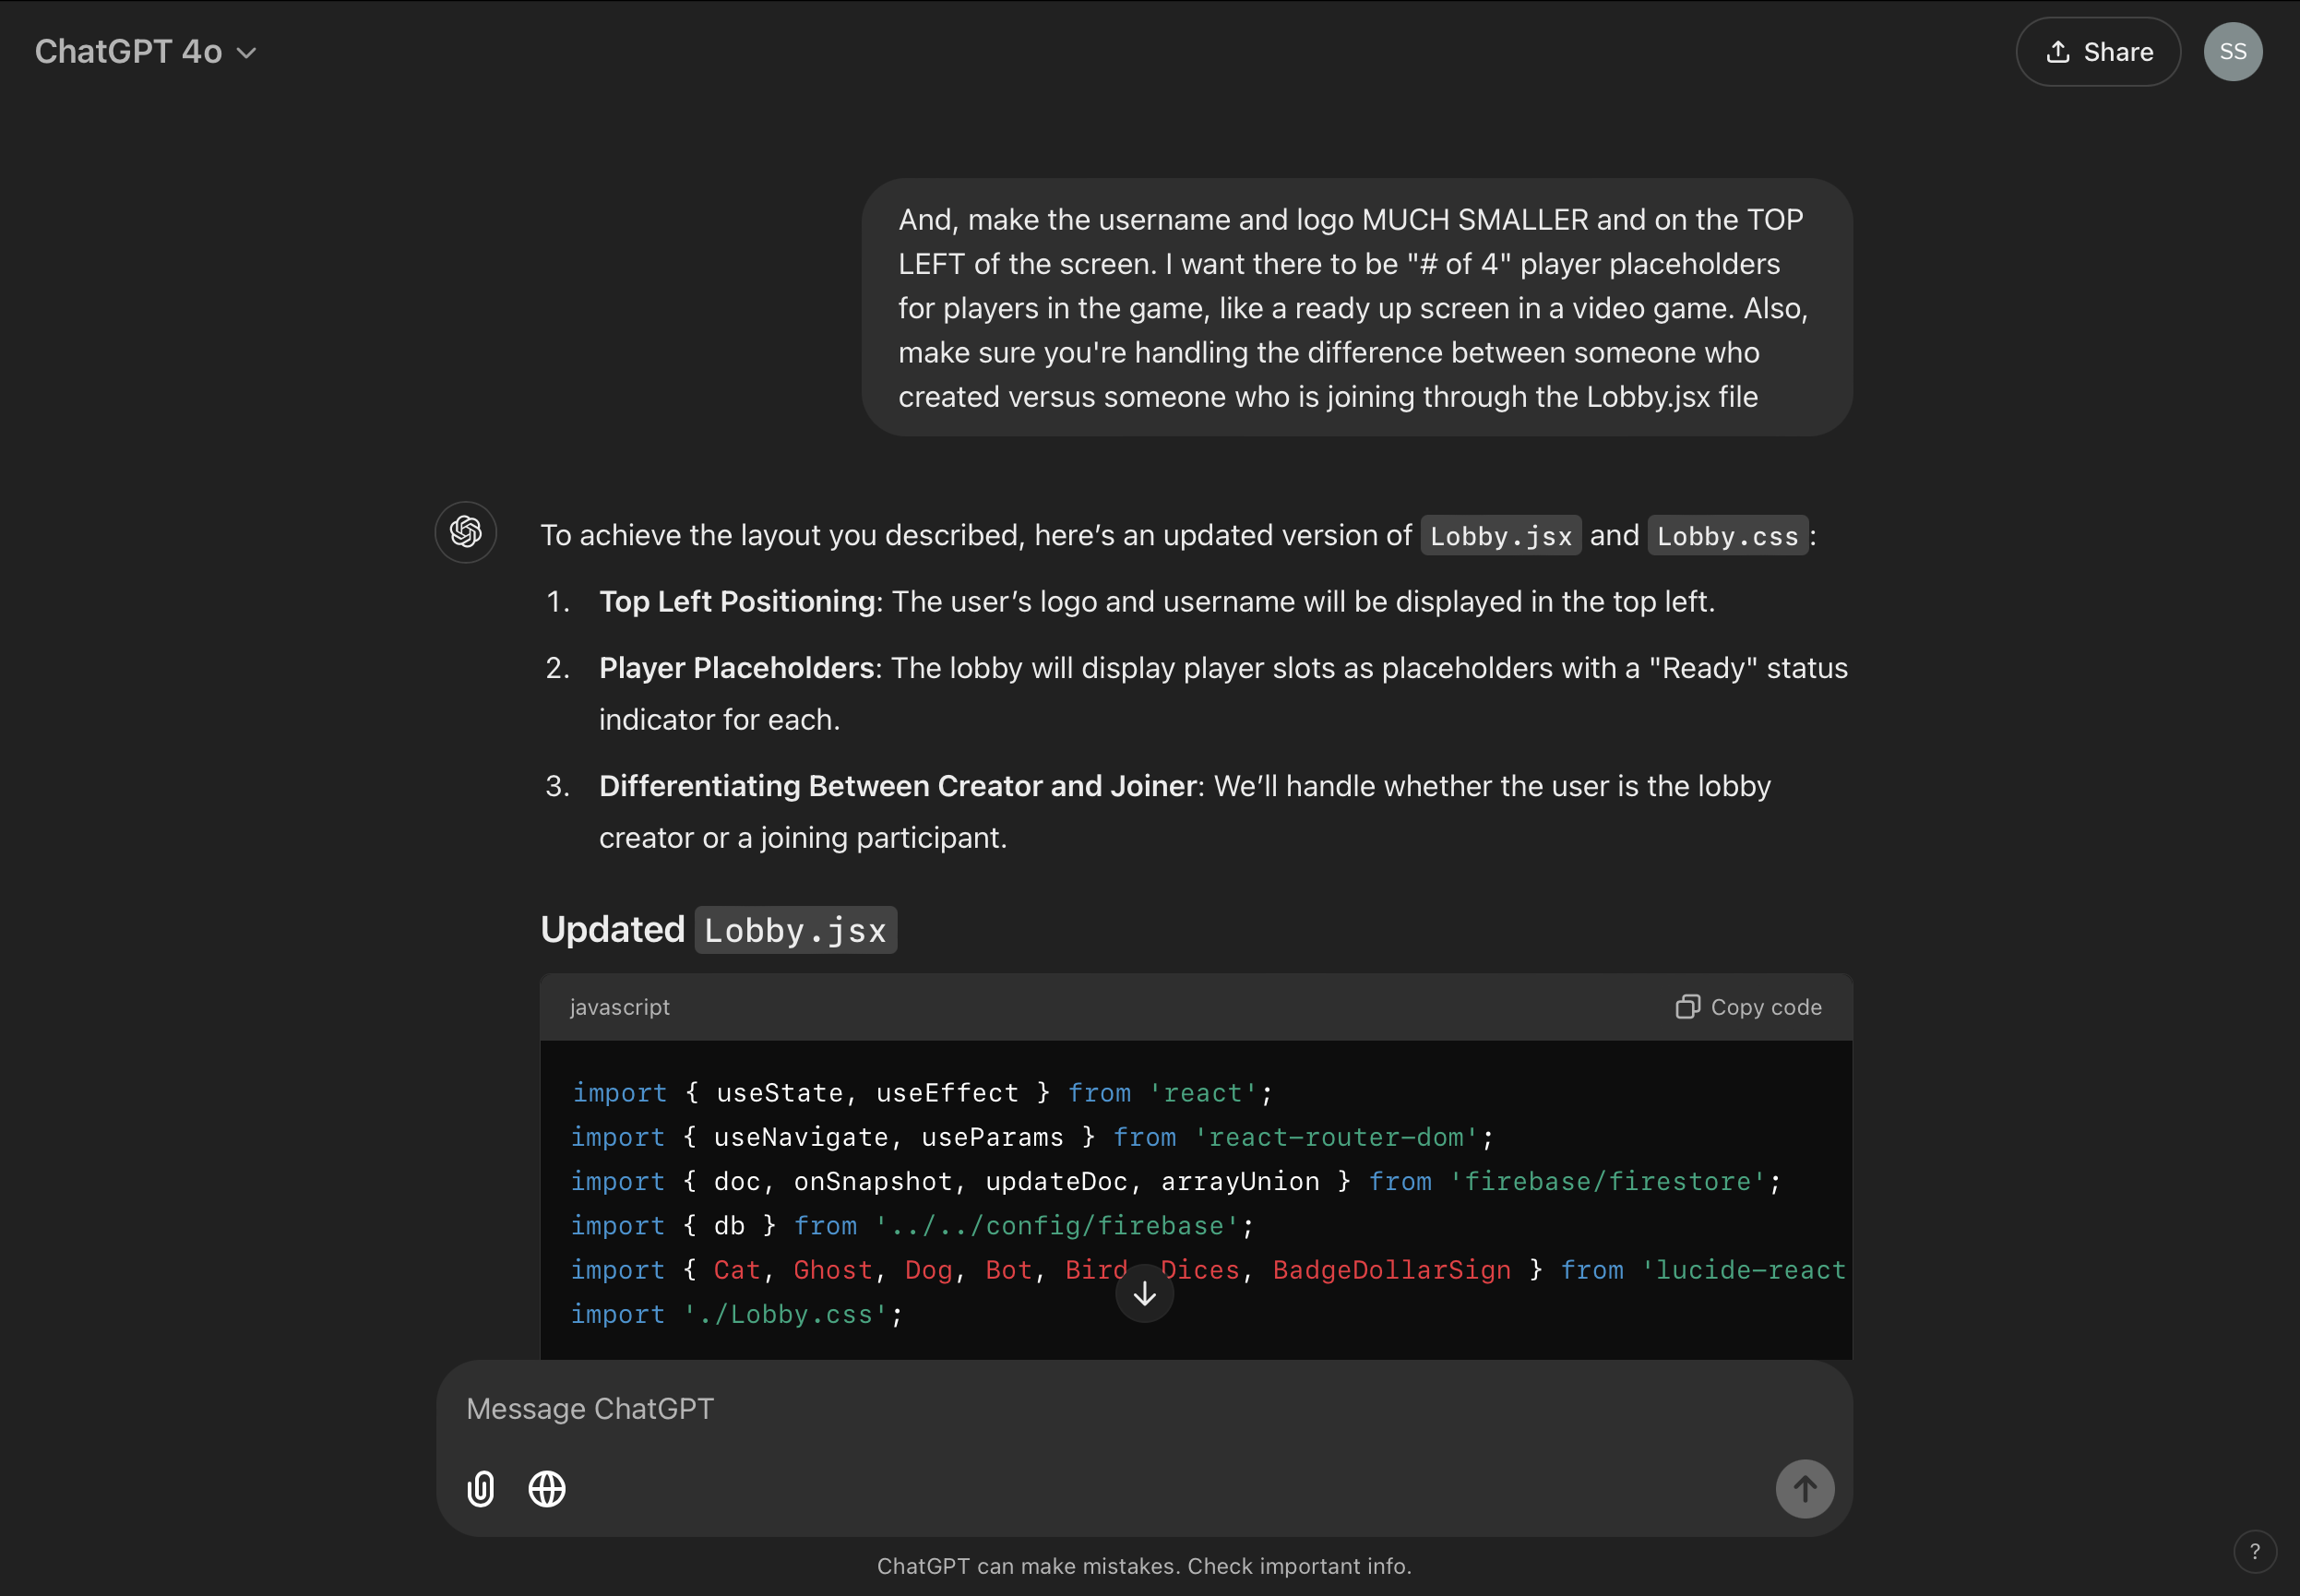 ChatGPT 4o
Share
SS
And, make the username and logo MUCH SMALLER and on the TOP
LEFT of the screen. I want there to be "# of 4" player placeholders
for players in the game, like a ready up screen in a video game. Also,
make sure you're handling the difference between someone who
created versus someone who is joining through the Lobby.jsx file
To achieve the layout you described, here’s an updated version of Lobby.jsx and Lobby.css:
1. Top Left Positioning: The user’s logo and username will be displayed in the top left.
2. Player Placeholders: The lobby will display player slots as placeholders with a "Ready" status
indicator for each.
3. Differentiating Between Creator and Joiner: We’ll handle whether the user is the lobby
creator or a joining participant.
Updated Lobby.jsx
javascript
Copy code
import { useState, useEffect } from 'react';
import { useNavigate, useParams } from 'react-router-dom';
import { doc, onSnapshot, updateDoc, arrayUnion } from 'firebase/firestore';
import { db } from '../../config/firebase';
import { Cat, Ghost, Dog, Bot, Bird, Dices, BadgeDollarSign } from 'lucide-react
import './Lobby.css';
Message ChatGPT
ChatGPT can make mistakes. Check important info.
?